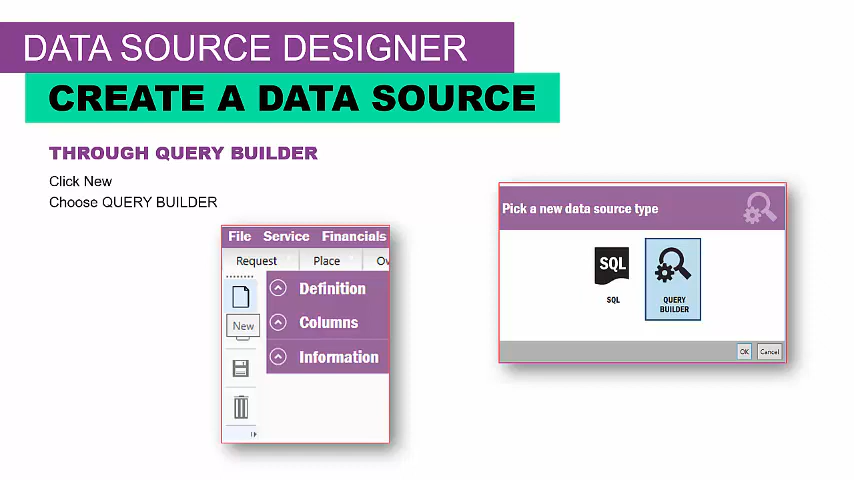 DATA SOURCE DESIGNER
CREATE A DATA SOURCE
THROUGH QUERY BUILDER
Click New
Choose QUERY BUILDER
File Service Financials
Request Place Ov
New
Definition
Columns
Information
Pick a new data source type
SQL
SQL
QUERY
BUILDER
OK Cancel